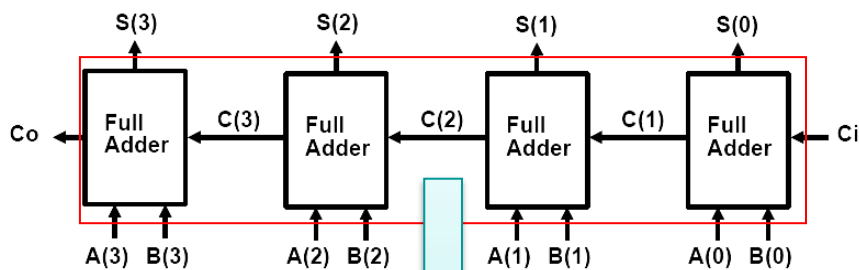 S(3) S(2) S(1) S(0)
Full Adder Full Adder Full Adder Full Adder
Co C(3) C(2) C(1) Ci
A(3) B(3) A(2) B(2) A(1) B(1) A(0) B(0)